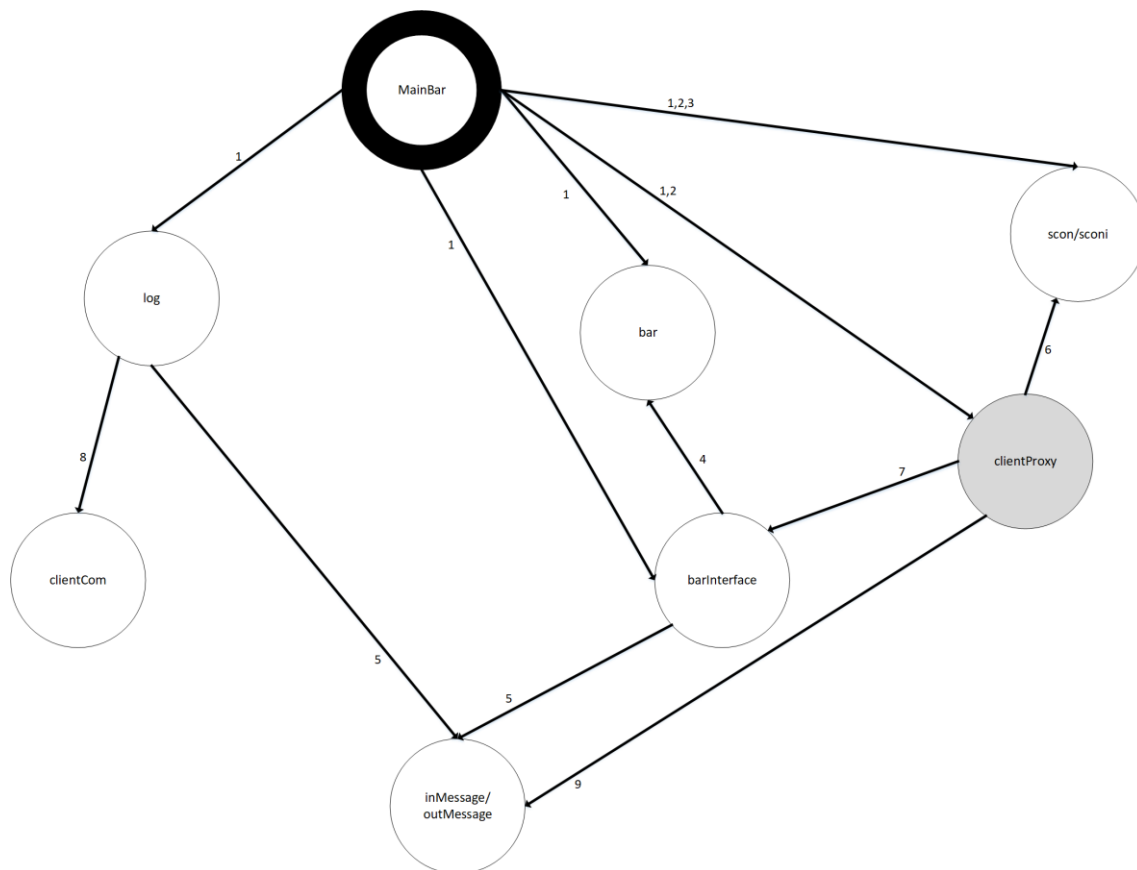 MainBar
1,2,3
1
1
1,2
1
scon/sconi
log
bar
6
8
4
7
clientProxy
clientCom
barInterface
5
5
9
inMessage/
outMessage